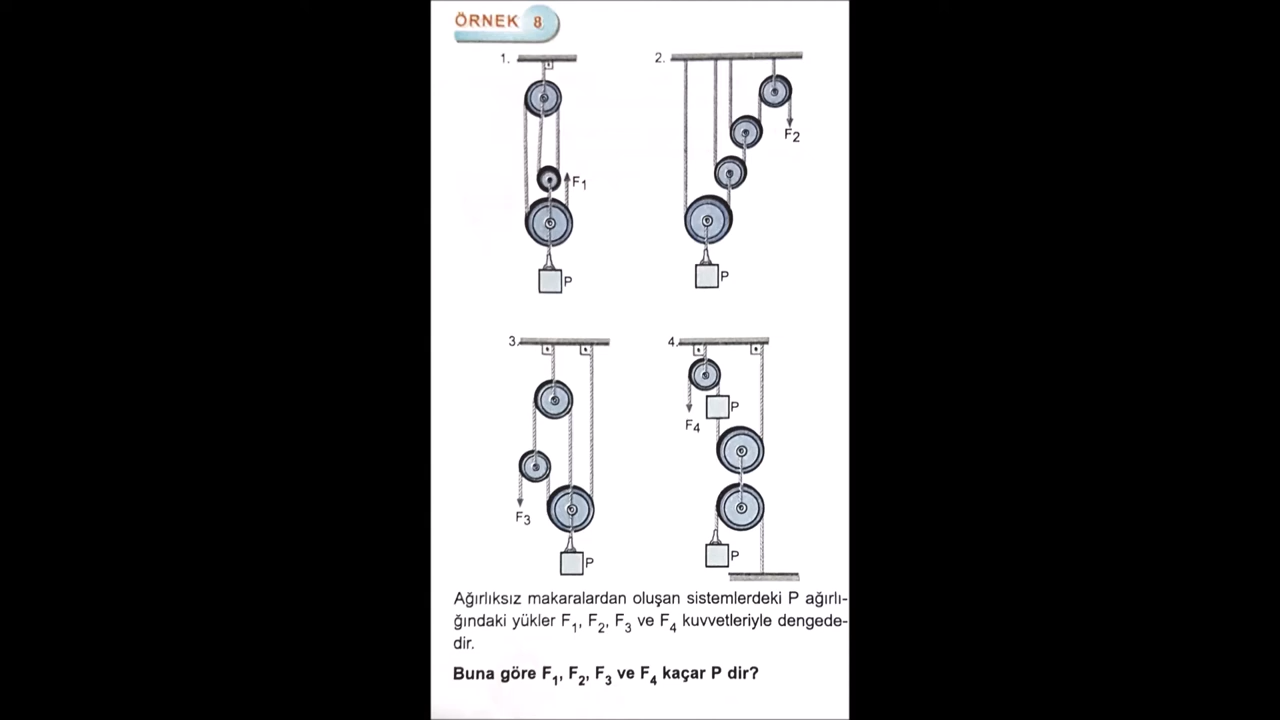 ÖRNEK 8
1.
F1
P
2.
F2
P
3.
F3
P
4.
F4
P
P
Ağırlıksız makaralardan oluşan sistemlerdeki P ağırlı-
ğındaki yükler F1, F2, F3 ve F4 kuvvetleriyle dengede-
dir.
Buna göre F1, F2, F3 ve F4 kaçar P dir?